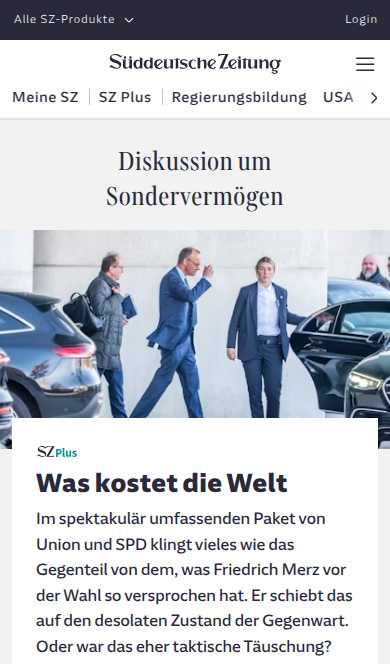 Alle SZ-Produkte
Login
Süddeutsche Zeitung
Meine SZ
SZ Plus
Regierungsbildung
USA
Diskussion um
Sondervermögen
SZ Plus
Was kostet die Welt
Im spektakulär umfassenden Paket von
Union und SPD klingt vieles wie das
Gegenteil von dem, was Friedrich Merz vor
der Wahl so versprochen hat. Er schiebt das
auf den desolaten Zustand der Gegenwart.
Oder war das eher taktische Täuschung?